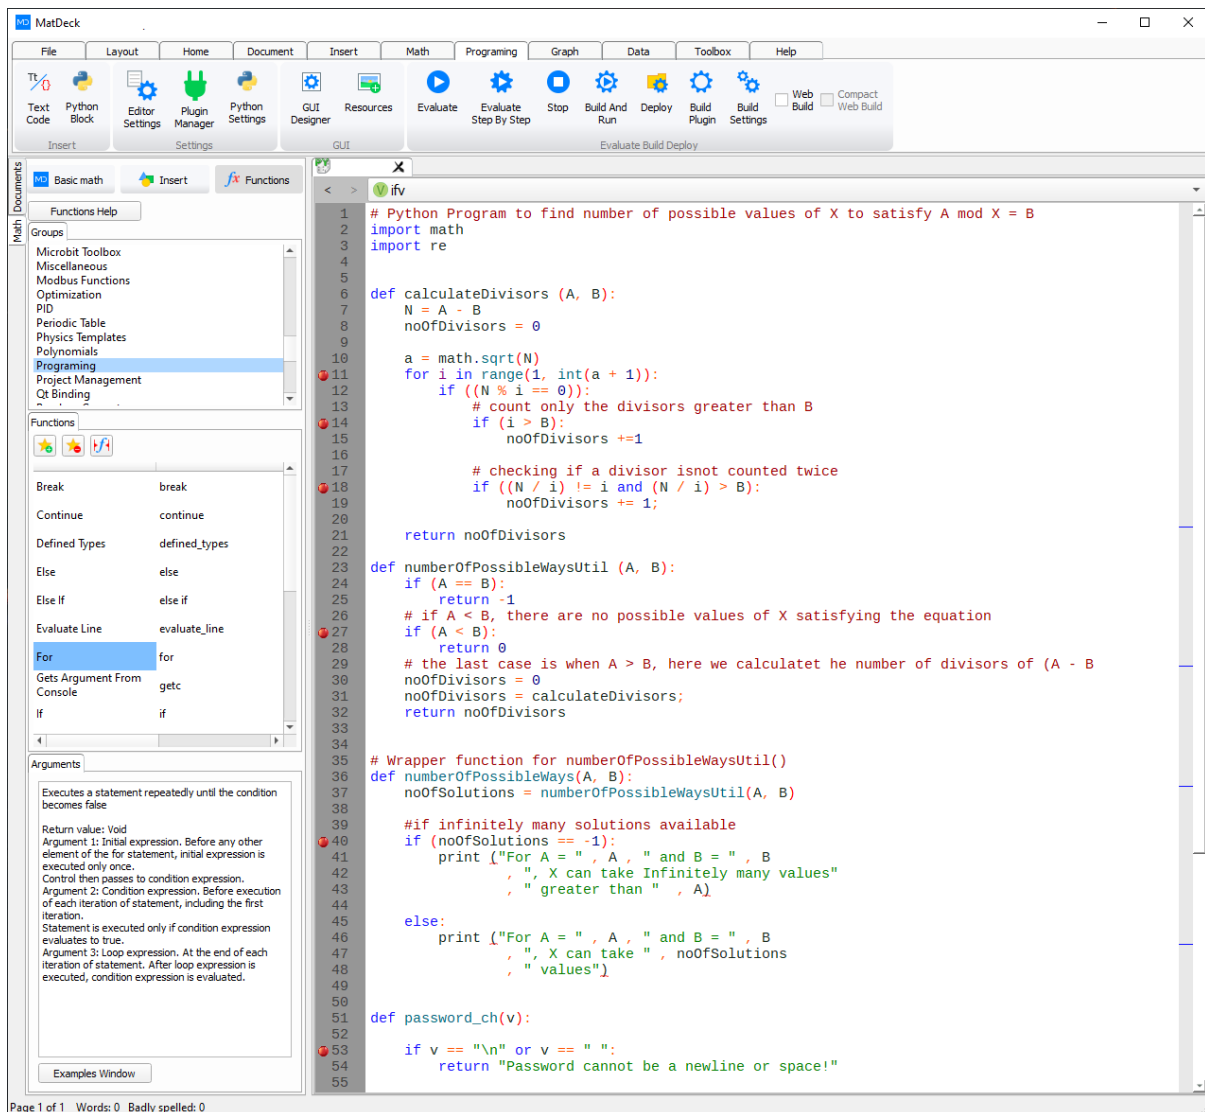 MD MatDeck
File Layout Home Document Insert Math Programing Graph Data Toolbox Help
Tt/{}
Text Code
Python Block
Editor Settings
Plugin Manager
Python Settings
GUI Designer
Resources
Evaluate
Evaluate Step By Step
Stop
Build And Run
Deploy
Build Plugin
Build Settings
Web Build
Compact Web Build
Insert Settings GUI Evaluate Build Deploy
Documents
Math
MD Basic math
Insert
fx Functions
Functions Help
Groups
Microbit Toolbox
Miscellaneous
Modbus Functions
Optimization
PID
Periodic Table
Physics Templates
Polynomials
Programing
Project Management
Qt Binding
Functions
Break break
Continue continue
Defined Types defined_types
Else else
Else If else if
Evaluate Line evaluate_line
For for
Gets Argument From
Console getc
If if
Arguments
Executes a statement repeatedly until the condition
becomes false
Return value: Void
Argument 1: Initial expression. Before any other
element of the for statement, initial expression is
executed only once.
Control then passes to condition expression.
Argument 2: Condition expression. Before execution
of each iteration of statement, including the first
iteration.
Statement is executed only if condition expression
evaluates to true.
Argument 3: Loop expression. At the end of each
iteration of statement. After loop expression is
executed, condition expression is evaluated.
Examples Window
PY
< > V ifv
1 # Python Program to find number of possible values of X to satisfy A mod X = B
2 import math
3 import re
4
5
6 def calculateDivisors (A, B):
7     N = A - B
8     noOfDivisors = 0
9
10     a = math.sqrt(N)
11     for i in range(1, int(a + 1)):
12         if ((N % i == 0)):
13             # count only the divisors greater than B
14             if (i > B):
15                 noOfDivisors +=1
16
17             # checking if a divisor isnot counted twice
18             if ((N / i) != i and (N / i) > B):
19                 noOfDivisors += 1;
20
21     return noOfDivisors
22
23 def numberOfPossibleWaysUtil (A, B):
24     if (A == B):
25         return -1
26     # if A < B, there are no possible values of X satisfying the equation
27     if (A < B):
28         return 0
29     # the last case is when A > B, here we calculatet he number of divisors of (A - B
30     noOfDivisors = 0
31     noOfDivisors = calculateDivisors;
32     return noOfDivisors
33
34
35 # Wrapper function for numberOfPossibleWaysUtil()
36 def numberOfPossibleWays(A, B):
37     noOfSolutions = numberOfPossibleWaysUtil(A, B)
38
39     #if infinitely many solutions available
40     if (noOfSolutions == -1):
41         print ("For A = " , A , " and B = " , B
42                 , ", X can take Infinitely many values"
43                 , " greater than "  , A)
44
45     else:
46         print ("For A = " , A , " and B = " , B
47                 , ", X can take " , noOfSolutions
48                 , " values")
49
50
51 def password_ch(v):
52
53     if v == "\n" or v == " ":
54         return "Password cannot be a newline or space!"
55
Page 1 of 1 Words: 0 Badly spelled: 0